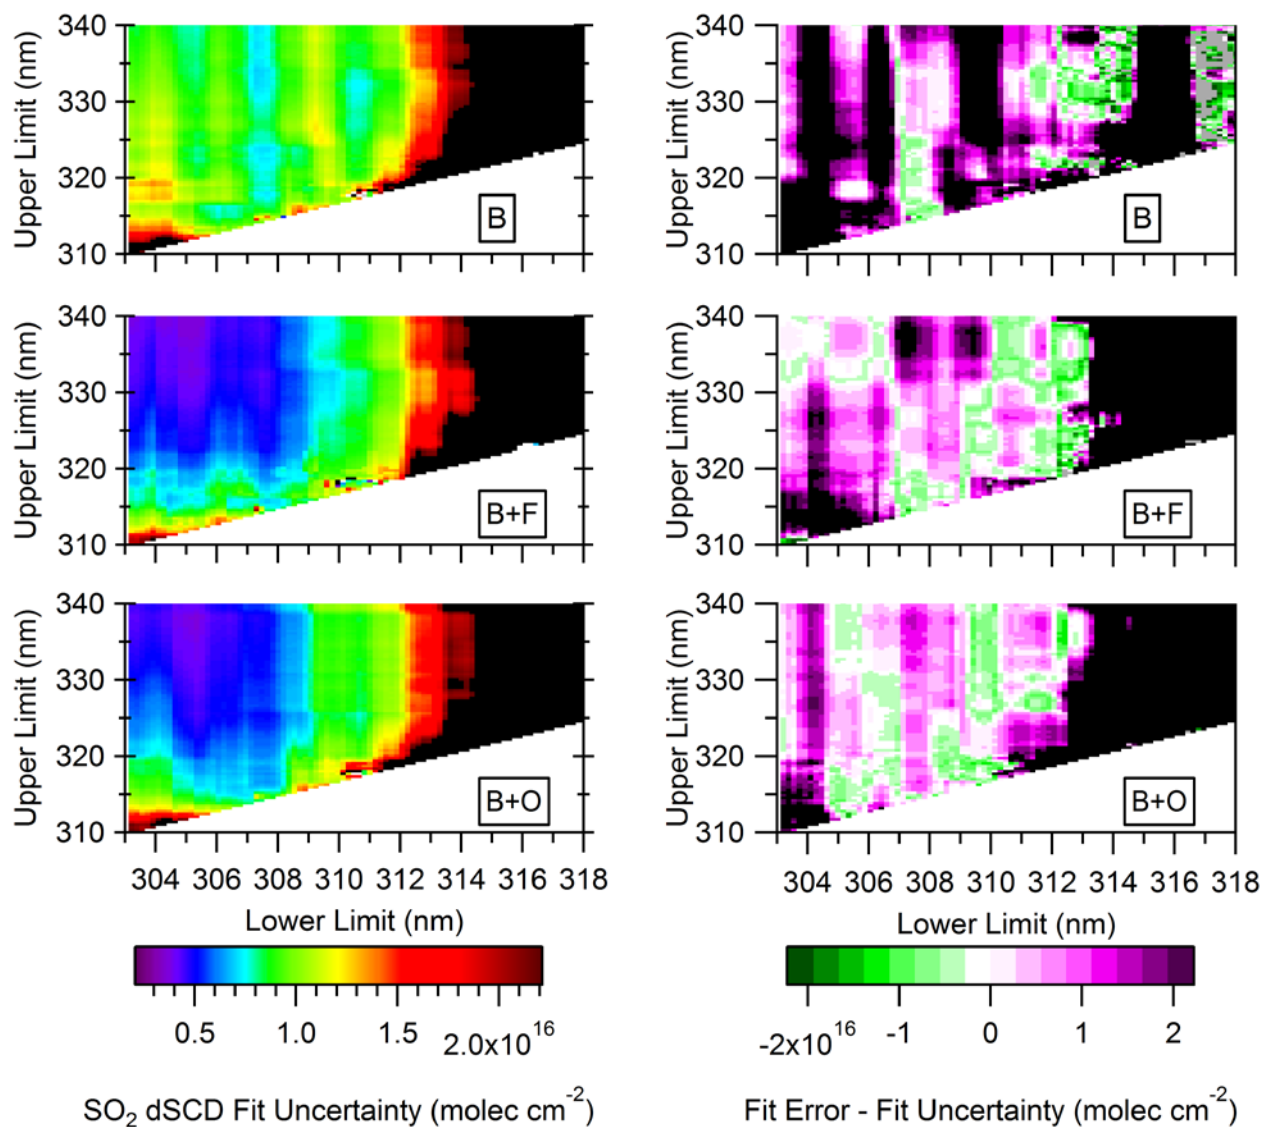 340
330
320
310
Upper Limit (nm)
B
340
330
320
310
Upper Limit (nm)
B
340
330
320
310
Upper Limit (nm)
B+F
340
330
320
310
Upper Limit (nm)
B+F
340
330
320
310
Upper Limit (nm)
B+O
340
330
320
310
Upper Limit (nm)
B+O
304 306 308 310 312 314 316 318
Lower Limit (nm)
304 306 308 310 312 314 316 318
Lower Limit (nm)
0.5 1.0 1.5 2.0x10^16
-2x10^16 -1 0 1 2
SO₂ dSCD Fit Uncertainty (molec cm⁻²)
Fit Error - Fit Uncertainty (molec cm⁻²)